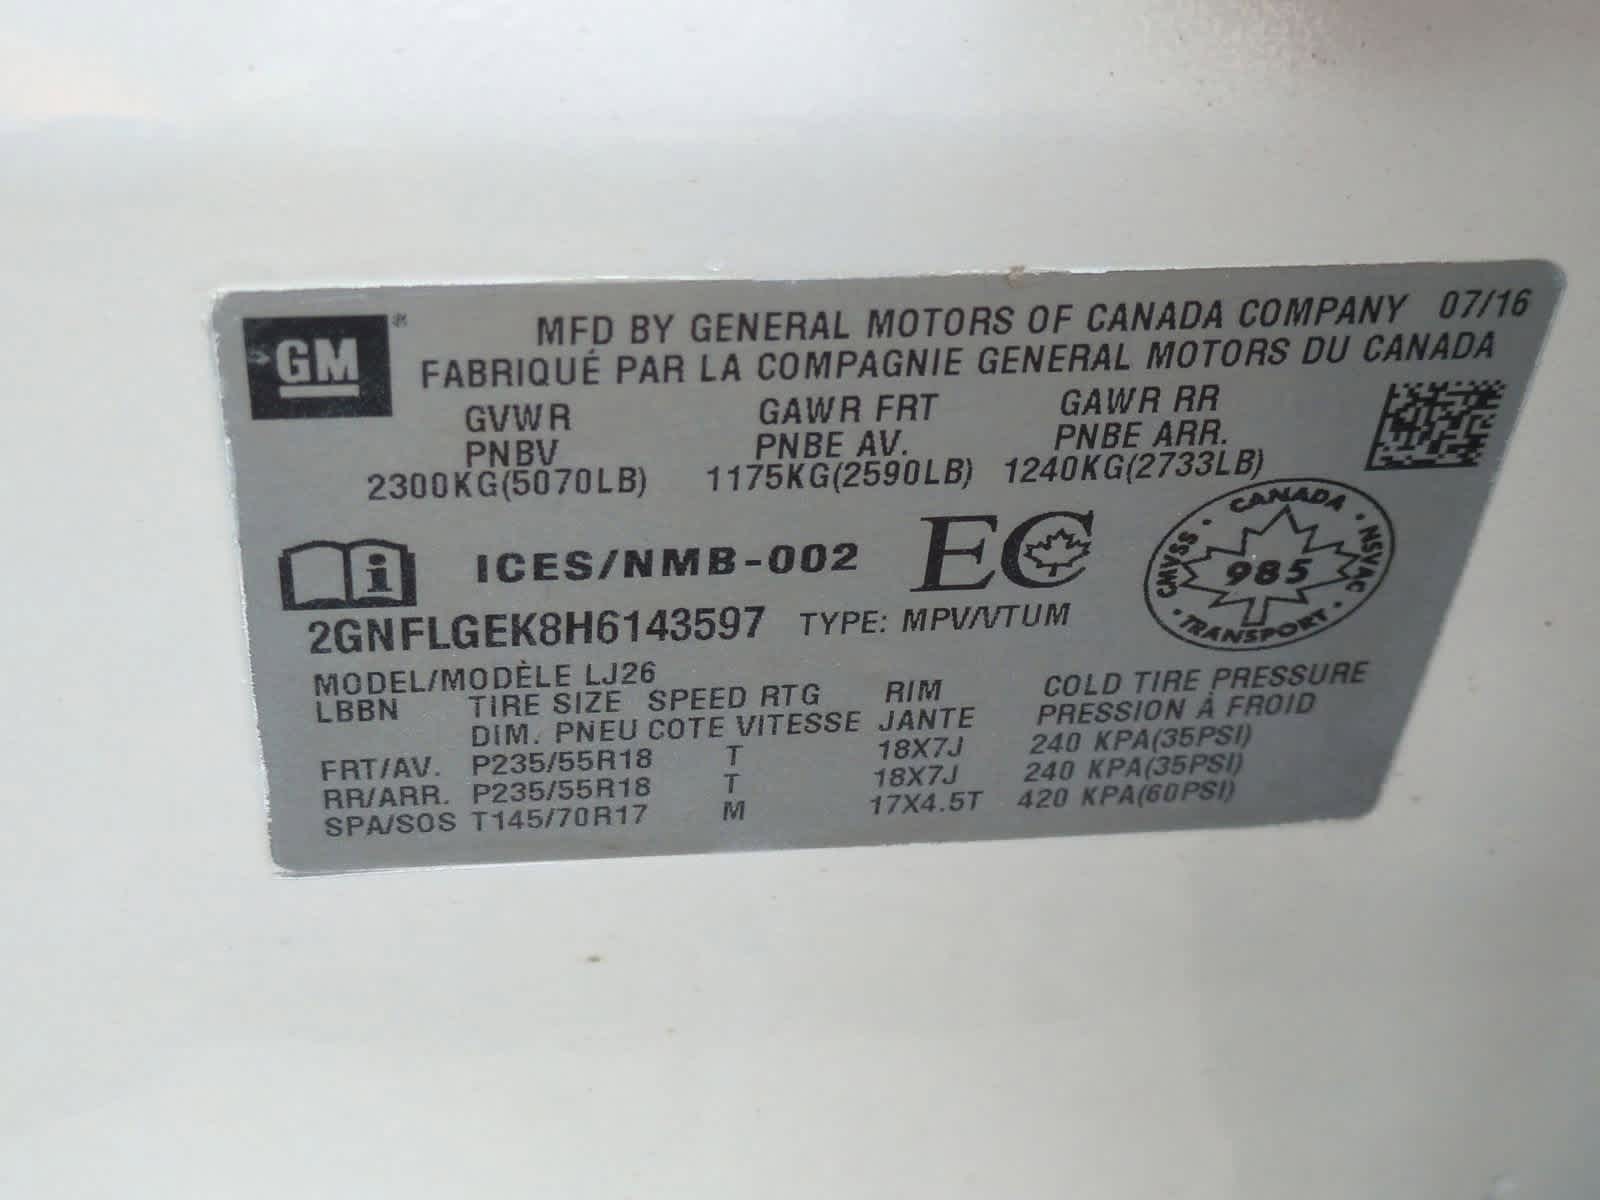 GM
MFD BY GENERAL MOTORS OF CANADA COMPANY 07/16
FABRIQUÉ PAR LA COMPAGNIE GENERAL MOTORS DU CANADA
GVWR GAWR FRT GAWR RR
PNBV PNBE AV. PNBE ARR.
2300KG(5070LB) 1175KG(2590LB) 1240KG(2733LB)
i ICES/NMB-002 EC
CANADA
CMVSS 985 NSVAC
TRANSPORT
2GNFLGEK8H6143597 TYPE: MPV/VTUM
MODEL/MODÈLE LJ26
LBBN TIRE SIZE SPEED RTG RIM COLD TIRE PRESSURE
DIM. PNEU COTE VITESSE JANTE PRESSION À FROID
FRT/AV. P235/55R18 T 18X7J 240 KPA(35PSI)
RR/ARR. P235/55R18 T 18X7J 240 KPA(35PSI)
SPA/SOS T145/70R17 M 17X4.5T 420 KPA(60PSI)